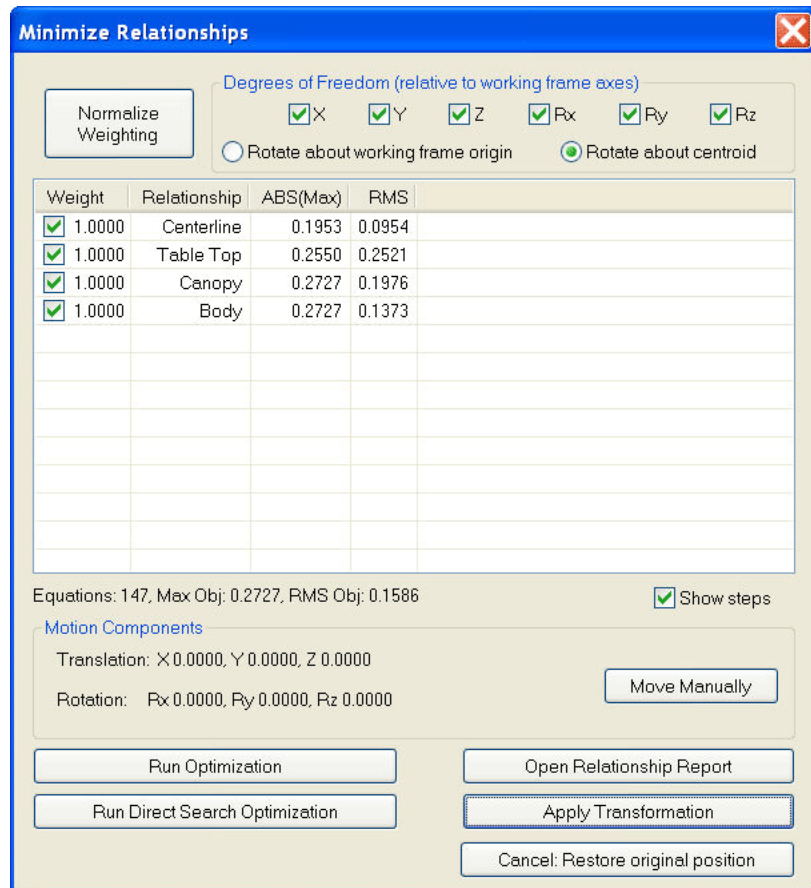 Minimize Relationships
Degrees of Freedom (relative to working frame axes)
Normalize
Weighting
X Y Z Rx Ry Rz
Rotate about working frame origin Rotate about centroid
Weight Relationship ABS(Max) RMS
1.0000 Centerline 0.1953 0.0954
1.0000 Table Top 0.2550 0.2521
1.0000 Canopy 0.2727 0.1976
1.0000 Body 0.2727 0.1373
Equations: 147, Max Obj: 0.2727, RMS Obj: 0.1586 Show steps
Motion Components
Translation: X 0.0000, Y 0.0000, Z 0.0000
Rotation: Rx 0.0000, Ry 0.0000, Rz 0.0000
Move Manually
Run Optimization Open Relationship Report
Run Direct Search Optimization Apply Transformation
Cancel: Restore original position